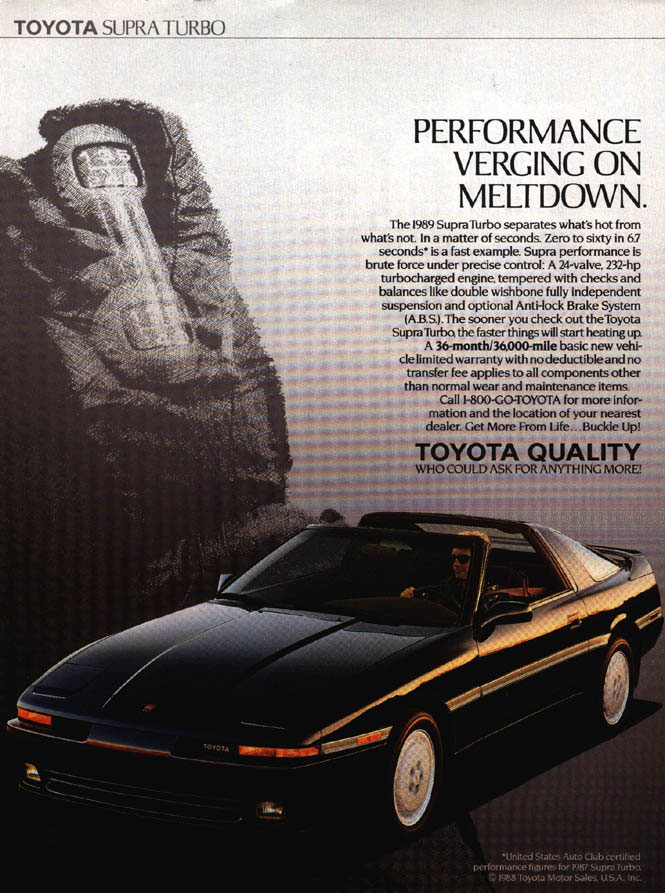 TOYOTA SUPRA TURBO
PERFORMANCE
VERGING ON
MELTDOWN.
The 1989 Supra Turbo separates what's hot from
what's not. In a matter of seconds. Zero to sixty in 6.7
seconds* is a fast example. Supra performance is
brute force under precise control: A 24-valve, 232-hp
turbocharged engine, tempered with checks and
balances like double wishbone fully independent
suspension and optional Anti-lock Brake System
(A.B.S.). The sooner you check out the Toyota
Supra Turbo, the faster things will start heating up.
A 36-month/36,000-mile basic new vehi-
cle limited warranty with no deductible and no
transfer fee applies to all components other
than normal wear and maintenance items.
Call 1-800-GO-TOYOTA for more infor-
mation and the location of your nearest
dealer. Get More From Life...Buckle Up!
TOYOTA QUALITY
WHO COULD ASK FOR ANYTHING MORE!
TOYOTA
*United States Auto Club certified
performance figures for 1987 Supra Turbo.
© 1988 Toyota Motor Sales, U.S.A., Inc.